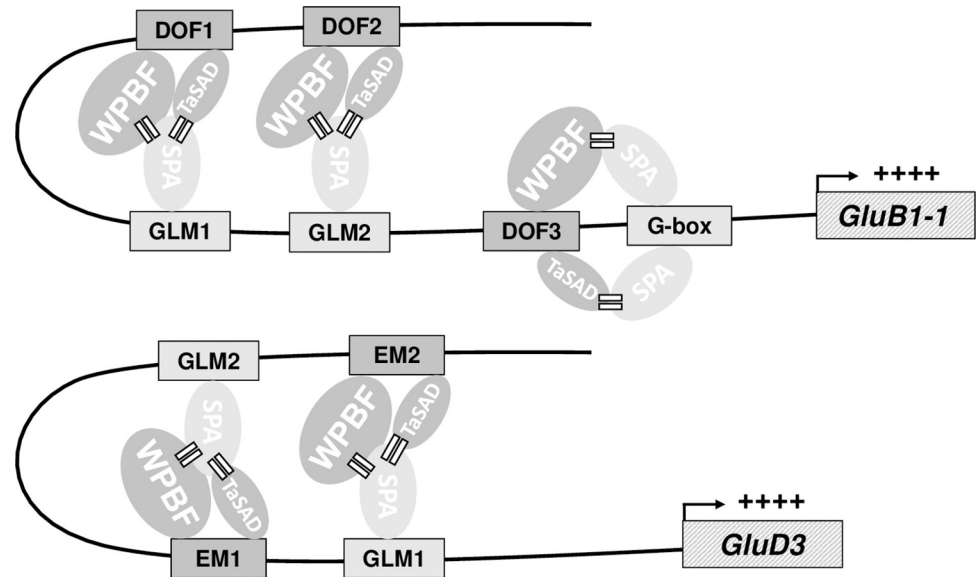 DOF1
DOF2
WPBF
TaSAD
WPBF
TaSAD
SPA
SPA
WPBF
SPA
++++
GLM1
GLM2
DOF3
G-box
GluB1-1
TaSAD
SPA
GLM2
EM2
SPA
WPBF
TaSAD
WPBF
TaSAD
SPA
++++
EM1
GLM1
GluD3